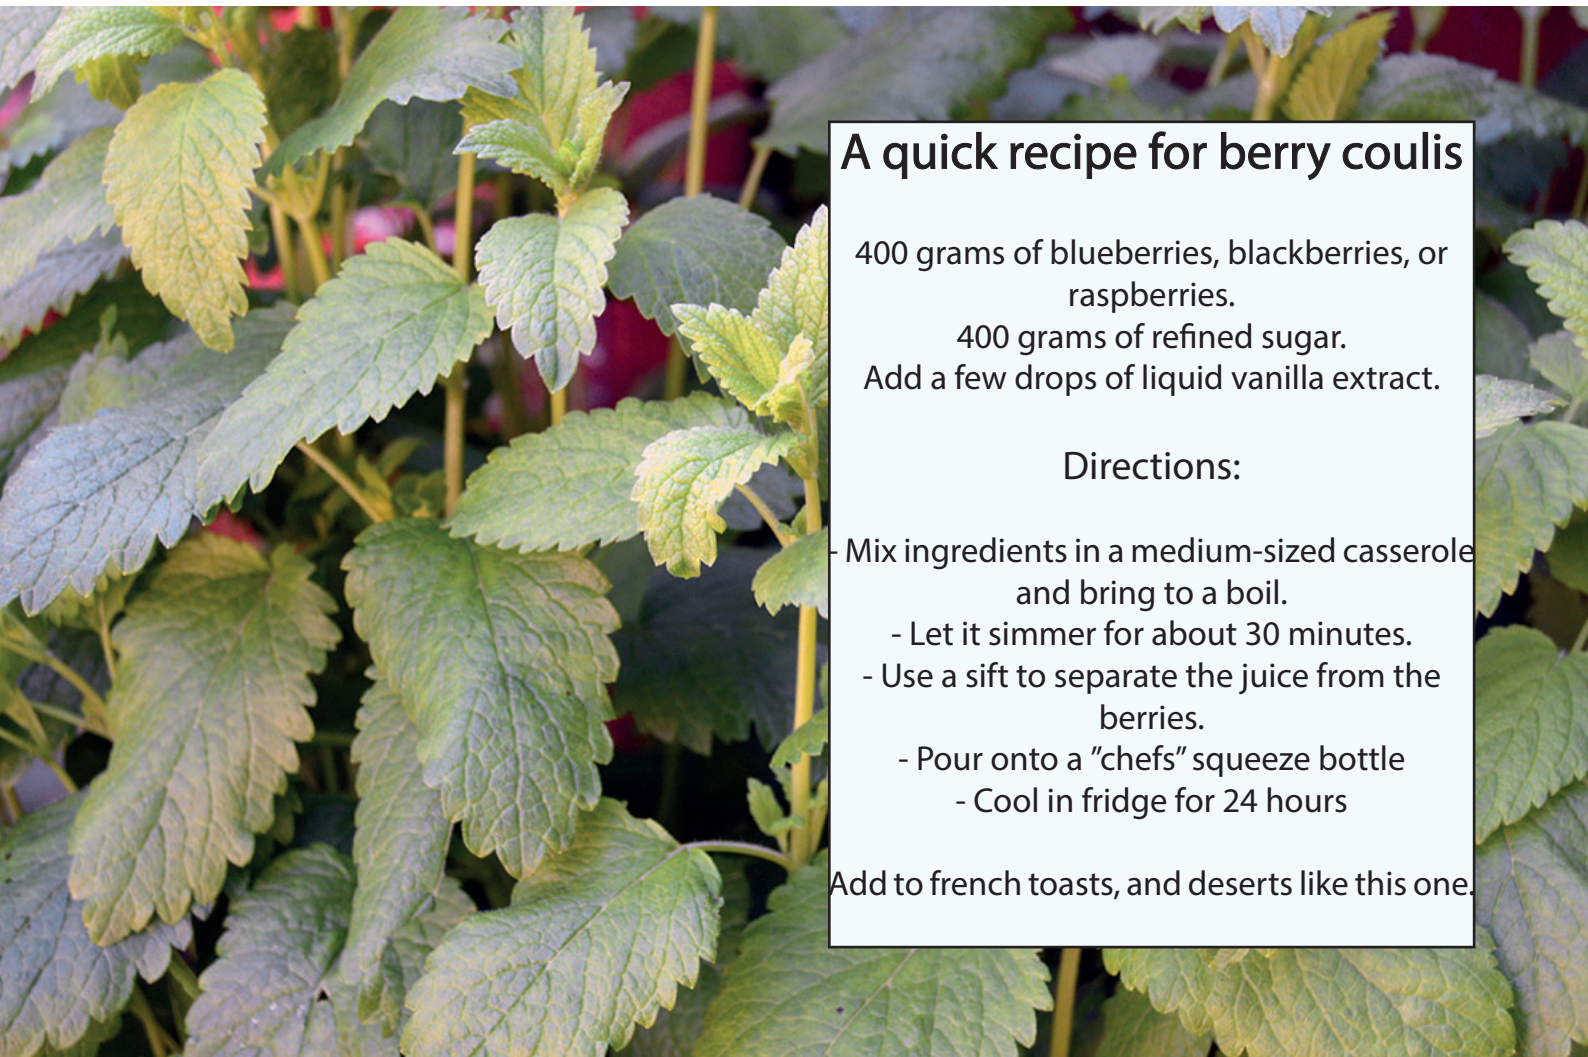 A quick recipe for berry coulis
400 grams of blueberries, blackberries, or
raspberries.
400 grams of refined sugar.
Add a few drops of liquid vanilla extract.
Directions:
- Mix ingredients in a medium-sized casserole
and bring to a boil.
- Let it simmer for about 30 minutes.
- Use a sift to separate the juice from the
berries.
- Pour onto a ”chefs” squeeze bottle
- Cool in fridge for 24 hours
Add to french toasts, and deserts like this one.